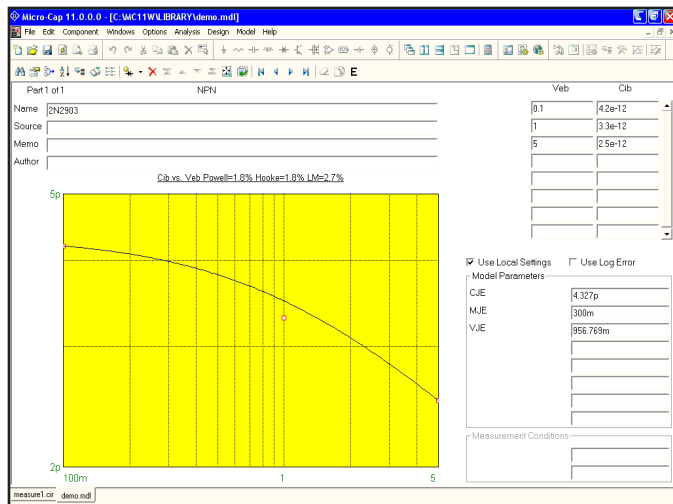 Micro-Cap 11.0.0.0 - [C:\MC11W\LIBRARY\demo.mdl]
File Edit Component Windows Options Analysis Design Model Help
E
Part 1 of 1 NPN Veb Cib
Name 2N2903 0.1 4.2e-12
Source 1 3.3e-12
Memo 5 2.5e-12
Author
Cib vs. Veb Powell=1.8% Hooke=1.8% LM=2.7%
5p
Use Local Settings Use Log Error
Model Parameters
CJE 4.327p
MJE 300m
VJE 956.769m
Measurement Conditions
2p
100m 1 5
measure1.cir demo.mdl